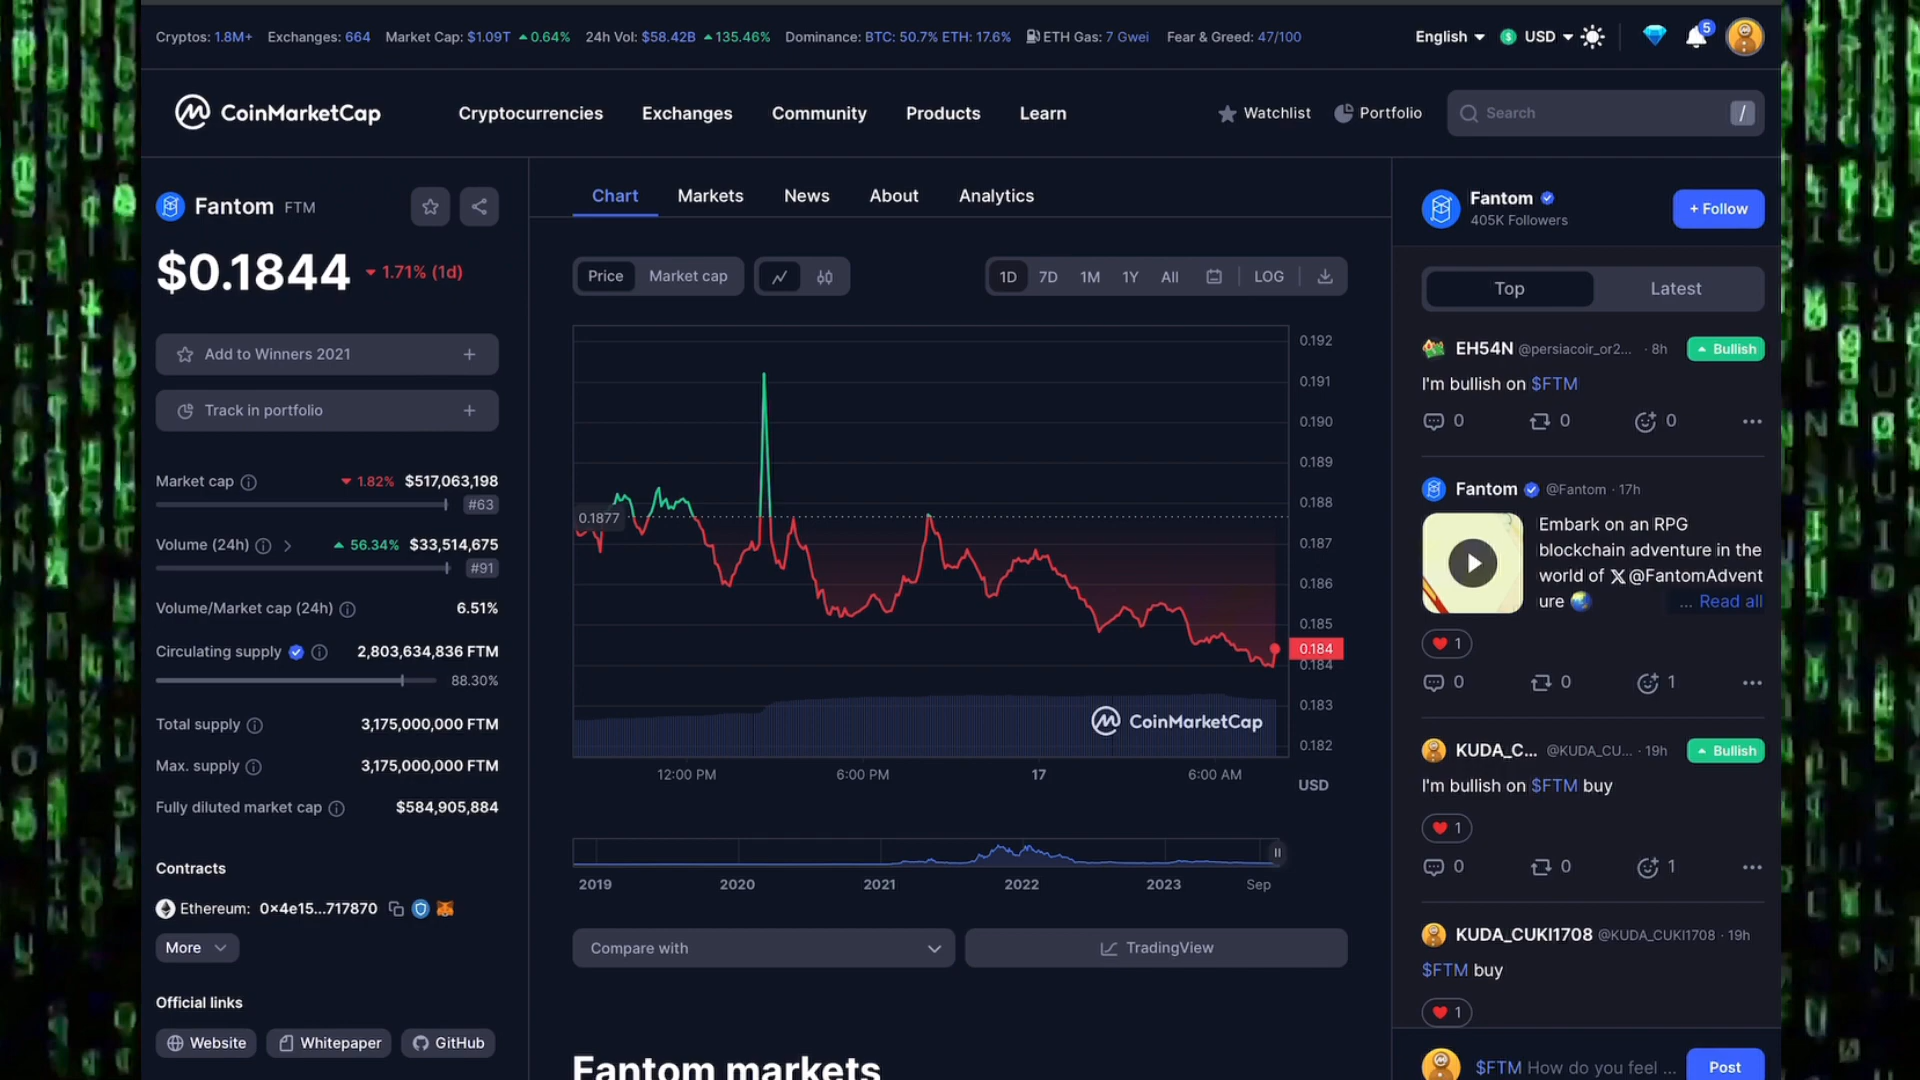 Cryptos: 1.8M+ Exchanges: 664 Market Cap: $1.09T 0.64% 24h Vol: $58.42B 135.46% Dominance: BTC: 50.7% ETH: 17.6% ETH Gas: 7 Gwei Fear & Greed: 47/100
English USD 5
CoinMarketCap Cryptocurrencies Exchanges Community Products Learn Watchlist Portfolio Search /
Fantom FTM
$0.1844 1.71% (1d)
Add to Winners 2021
Track in portfolio
Market cap 1.82% $517,063,198
#63
Volume (24h) 56.34% $33,514,675
#91
Volume/Market cap (24h) 6.51%
Circulating supply 2,803,634,836 FTM
88.30%
Total supply 3,175,000,000 FTM
Max. supply 3,175,000,000 FTM
Fully diluted market cap $584,905,884
Contracts
Ethereum: 0x4e15...717870
More
Official links
Website Whitepaper GitHub
Chart Markets News About Analytics
Price Market cap 1D 7D 1M 1Y All LOG
0.192
0.191
0.190
0.189
0.188
0.1877
0.187
0.186
0.185
0.184
0.184
0.183
0.182
CoinMarketCap
12:00 PM 6:00 PM 17 6:00 AM
USD
2019 2020 2021 2022 2023 Sep
Compare with TradingView
Fantom markets
Fantom
405K Followers
+ Follow
Top Latest
EH54N @persiacoir_or2... · 8h Bullish
I'm bullish on $FTM
0 0 0
Fantom @Fantom · 17h
Embark on an RPG
blockchain adventure in the
world of X@FantomAdvent
ure ... Read all
1
0 0 1
KUDA_C... @KUDA_CU... · 19h Bullish
I'm bullish on $FTM buy
1
0 0 1
KUDA_CUKI1708 @KUDA_CUKI1708 · 19h
$FTM buy
1
$FTM How do you feel ... Post